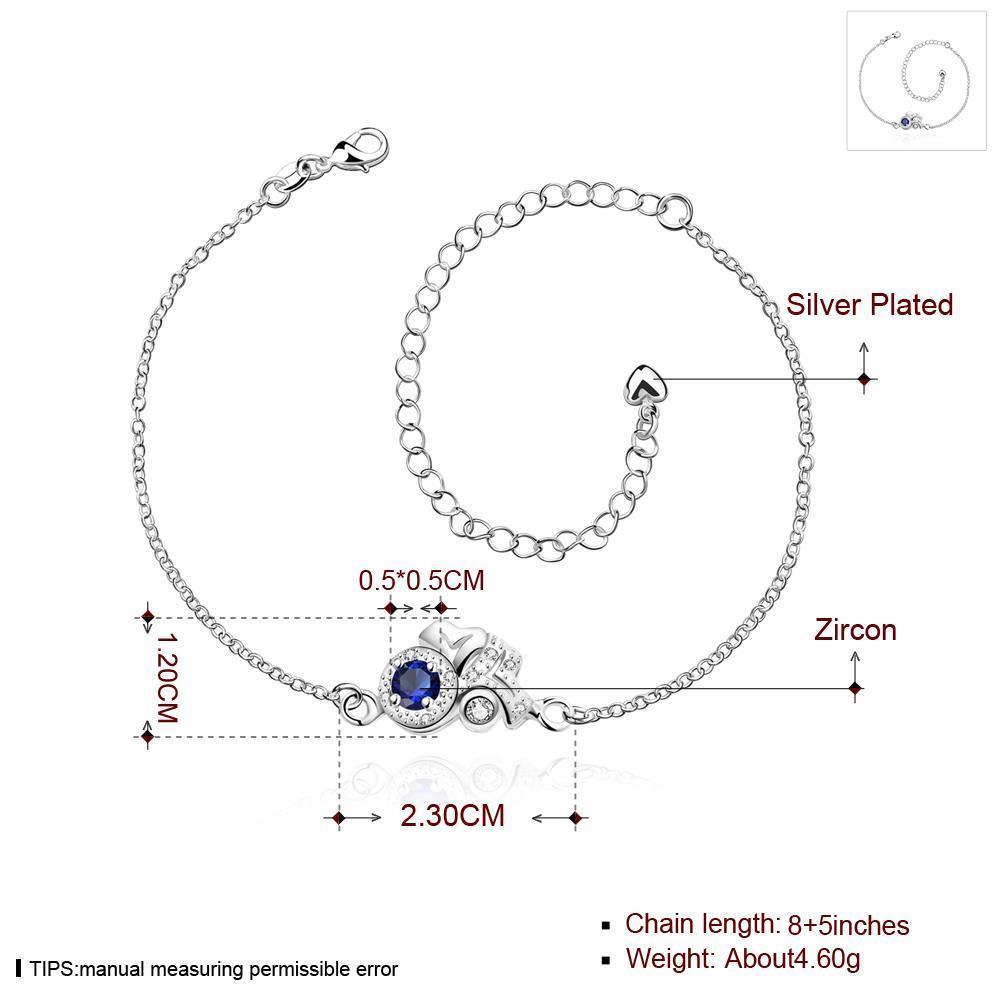 Silver Plated
0.5*0.5CM
1.20CM
Zircon
2.30CM
▪ Chain length: 8+5inches
▪ Weight: About4.60g
TIPS:manual measuring permissible error